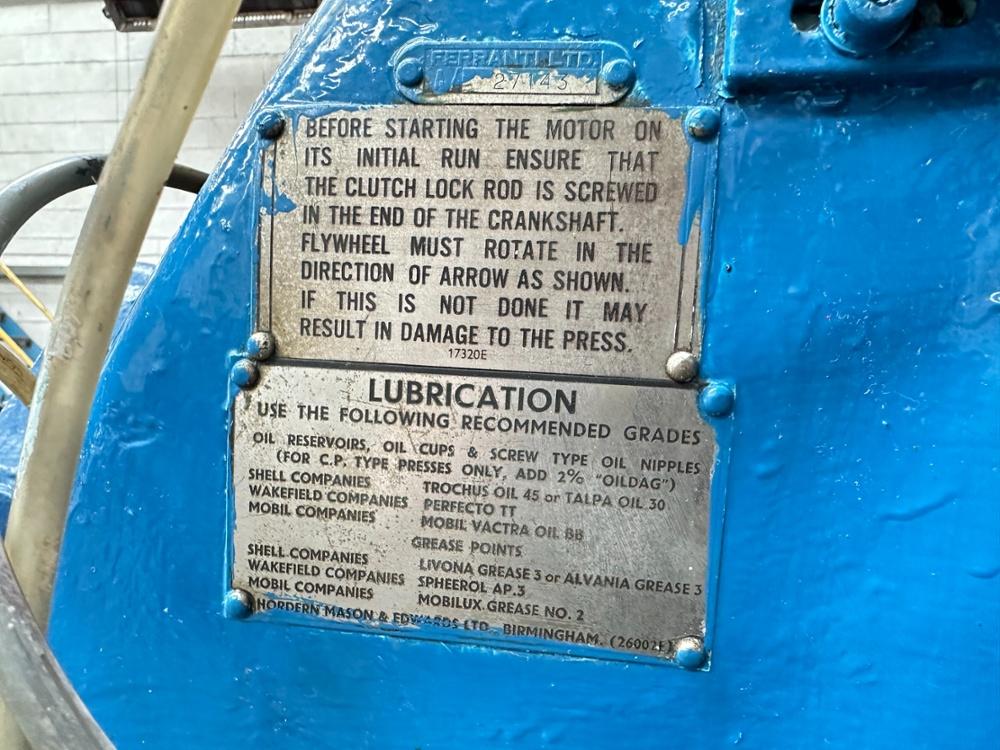 FERRANTI LTD.
27143
BEFORE STARTING THE MOTOR ON
ITS INITIAL RUN ENSURE THAT
THE CLUTCH LOCK ROD IS SCREWED
IN THE END OF THE CRANKSHAFT.
FLYWHEEL MUST ROTATE IN THE
DIRECTION OF ARROW AS SHOWN.
IF THIS IS NOT DONE IT MAY
RESULT IN DAMAGE TO THE PRESS.
17320E
LUBRICATION
USE THE FOLLOWING RECOMMENDED GRADES
OIL RESERVOIRS, OIL CUPS & SCREW TYPE OIL NIPPLES
(FOR C.P. TYPE PRESSES ONLY, ADD 2% "OILDAG")
SHELL COMPANIES TROCHUS OIL 45 or TALPA OIL 30
WAKEFIELD COMPANIES PERFECTO TT
MOBIL COMPANIES MOBIL VACTRA OIL BB
GREASE POINTS
SHELL COMPANIES LIVONA GREASE 3 or ALVANIA GREASE 3
WAKEFIELD COMPANIES SPHEEROL AP.3
MOBIL COMPANIES MOBILUX GREASE NO. 2
HORDERN MASON & EDWARDS LTD. BIRMINGHAM. (26002E)